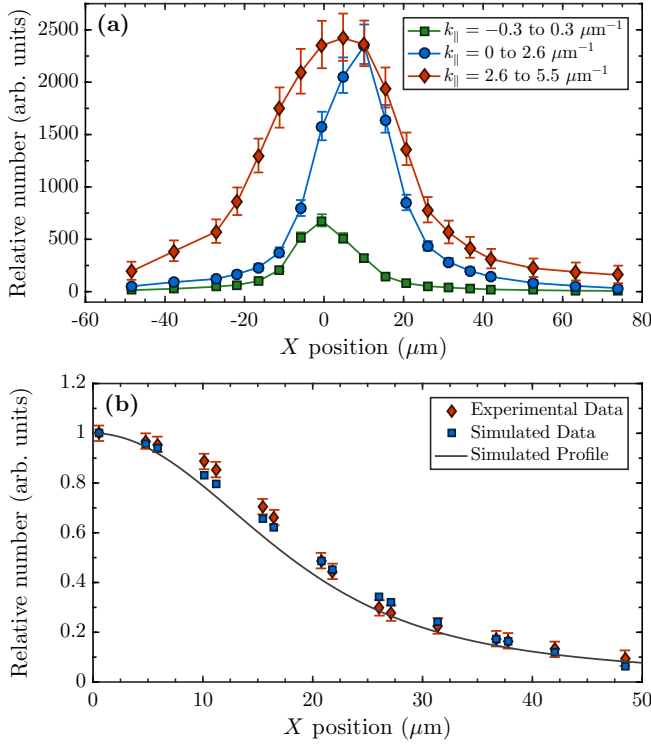 (a)
k∥ = −0.3 to 0.3 μm⁻¹
k∥ = 0 to 2.6 μm⁻¹
k∥ = 2.6 to 5.5 μm⁻¹
Relative number (arb. units)
2500
2000
1500
1000
500
0
-60 -40 -20 0 20 40 60 80
X position (μm)
(b)
Experimental Data
Simulated Data
Simulated Profile
Relative number (arb. units)
1.2
1
0.8
0.6
0.4
0.2
0
0 10 20 30 40 50
X position (μm)